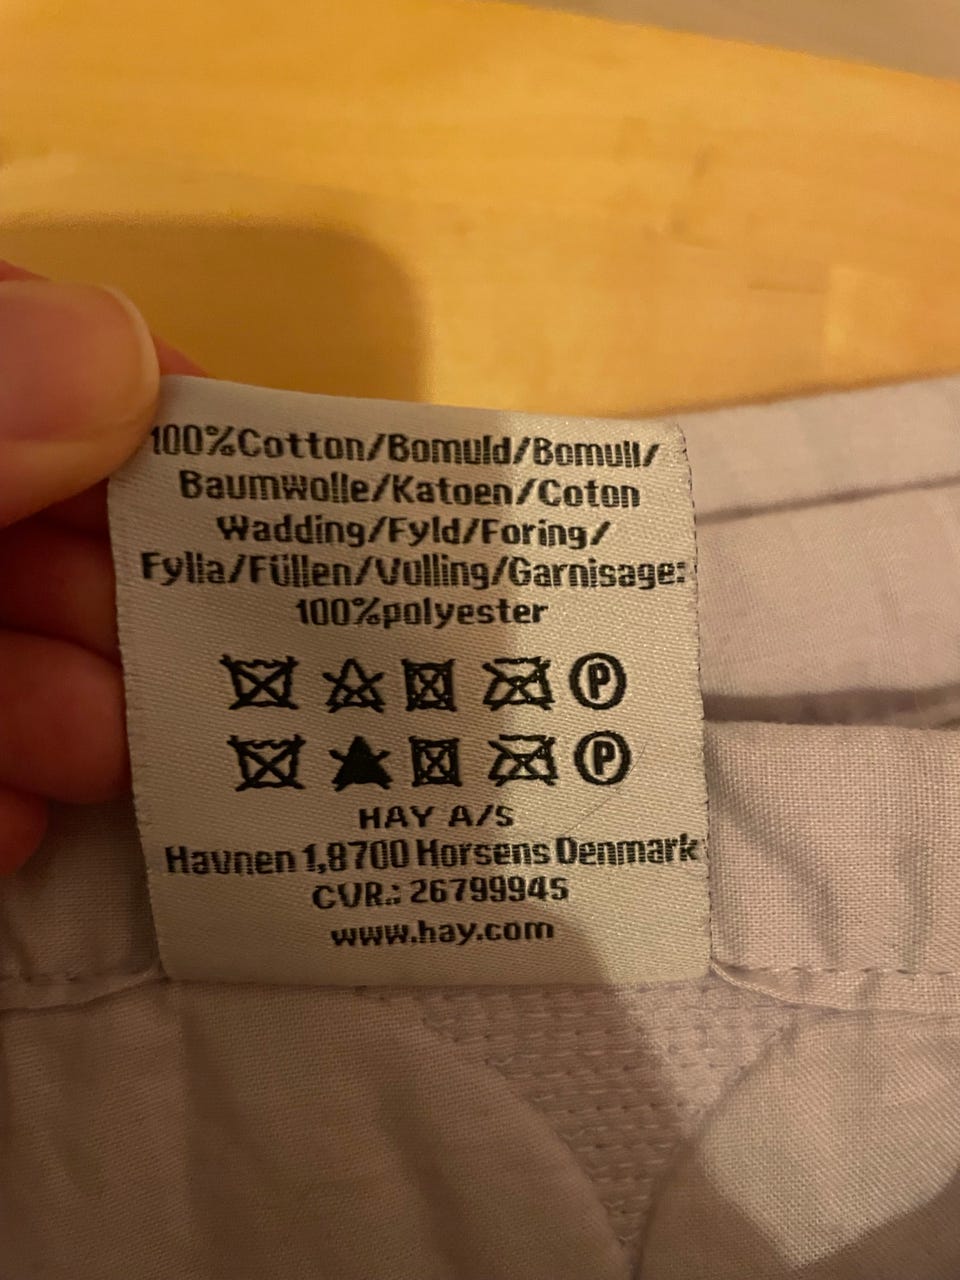 100%Cotton/Bomuld/Bomull/
Baumwolle/Katoen/Coton
Wadding/Fyld/Foring/
Fylla/Füllen/Vulling/Garnisage:
100%polyester
P
P
HAY A/S
Havnen 1,8700 Horsens Denmark
CVR.: 26799945
www.hay.com